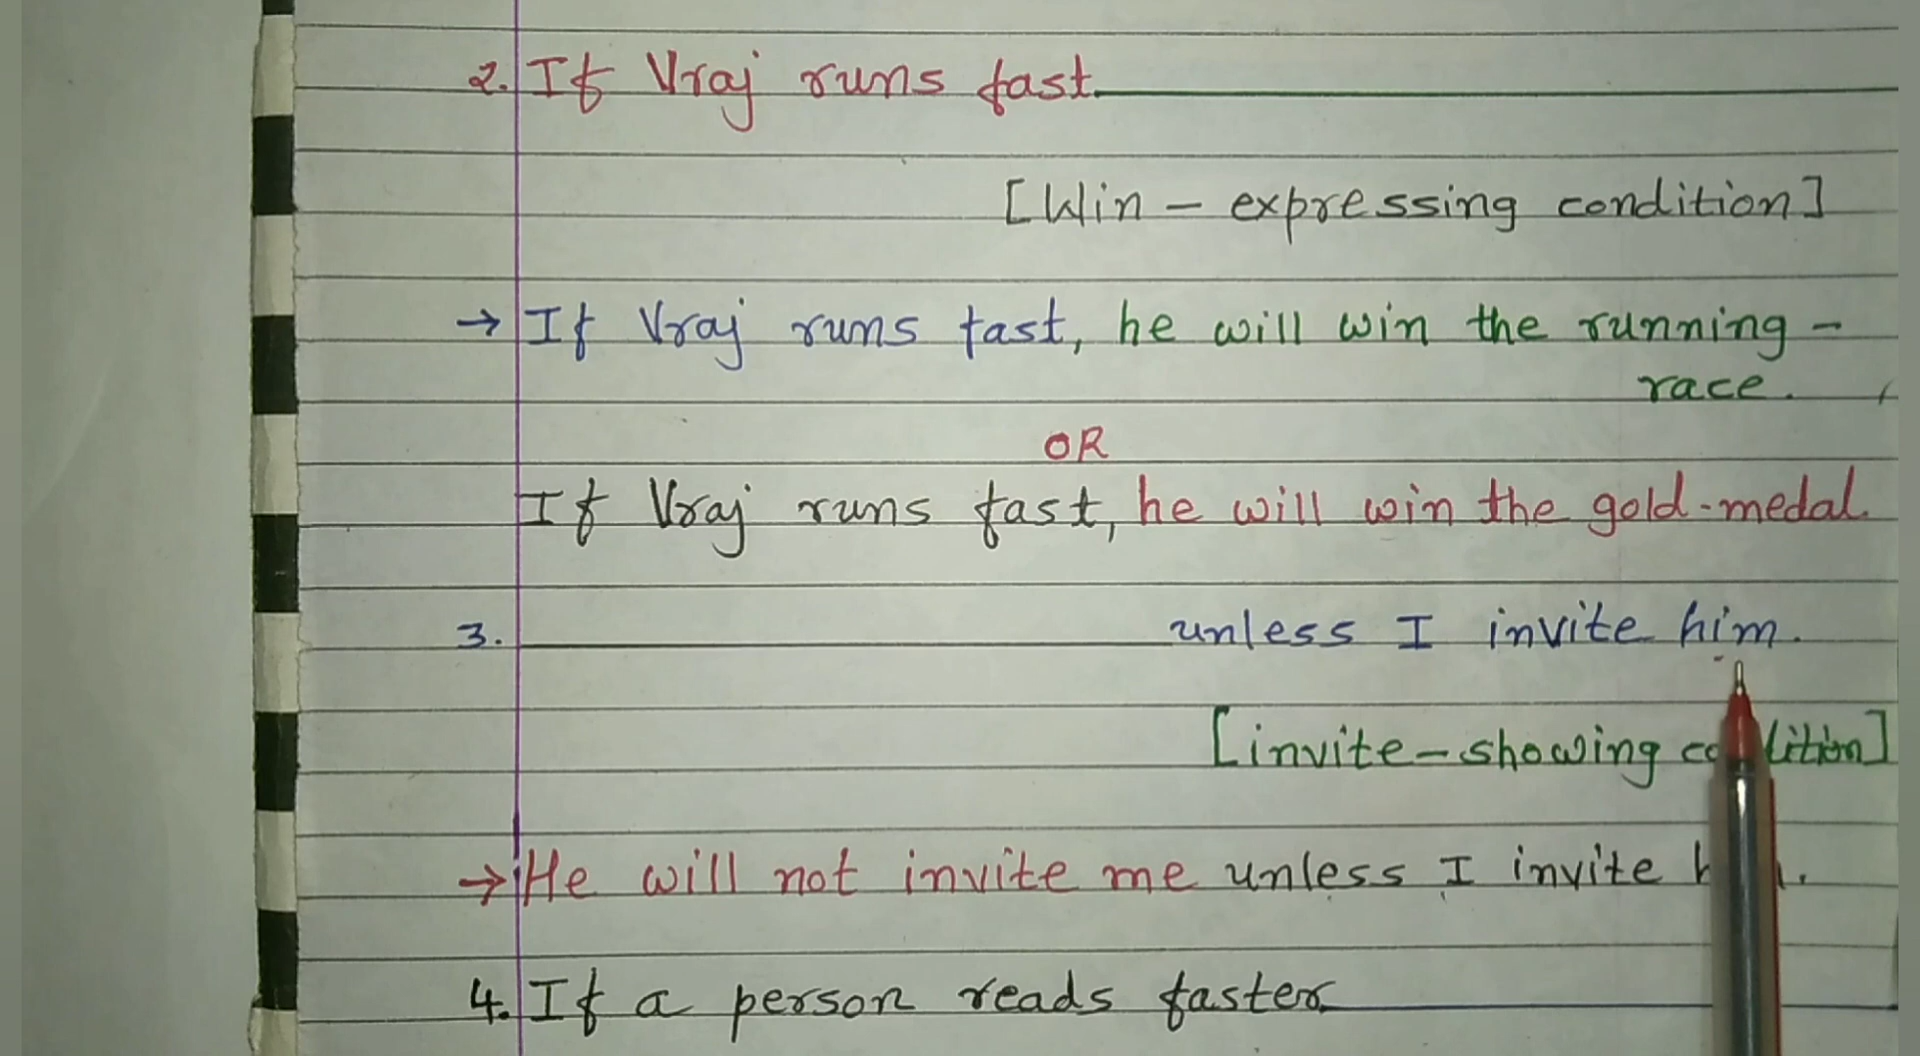 2. If Vraj runs fast.
[Win - expressing condition]
→ If Vraj runs fast, he will win the running -
race.
OR
If Vraj runs fast, he will win the gold-medal.
3. unless I invite him.
[invite-showing
→ He will not invite me unless I invite
4. If a person reads faster